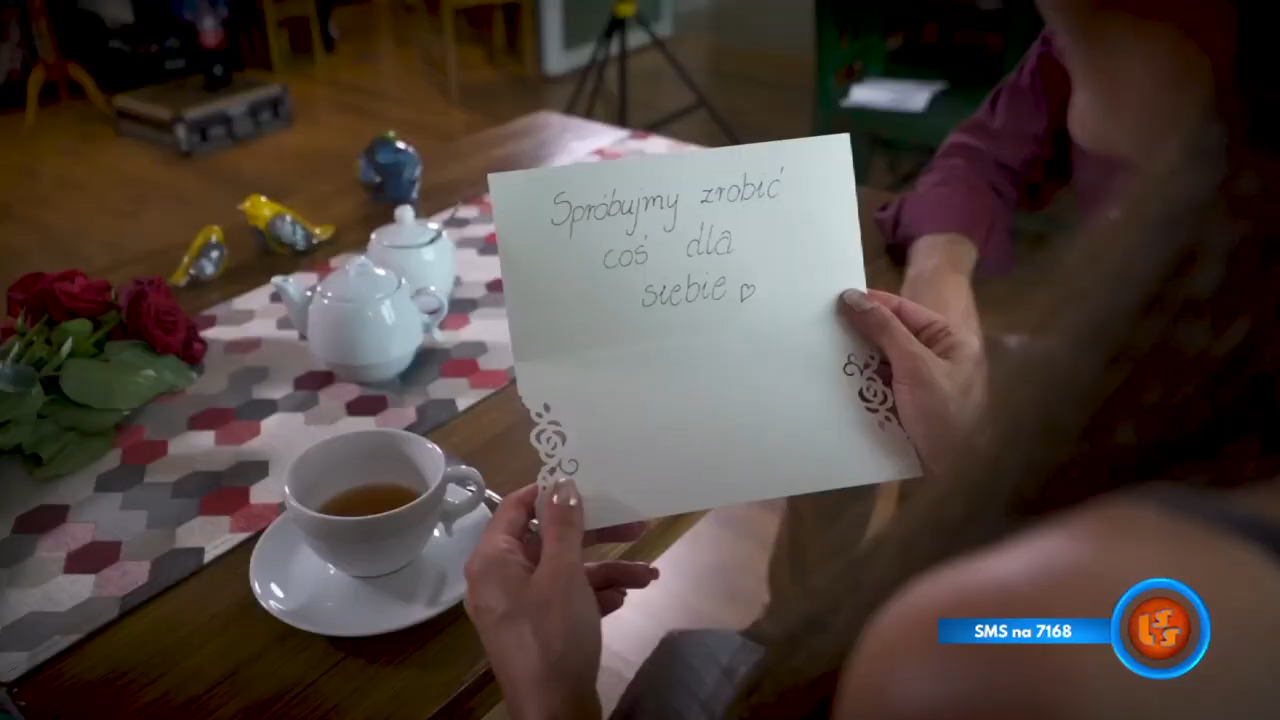 Spróbujmy zrobić
coś dla
siebie ♡
SMS na 7168